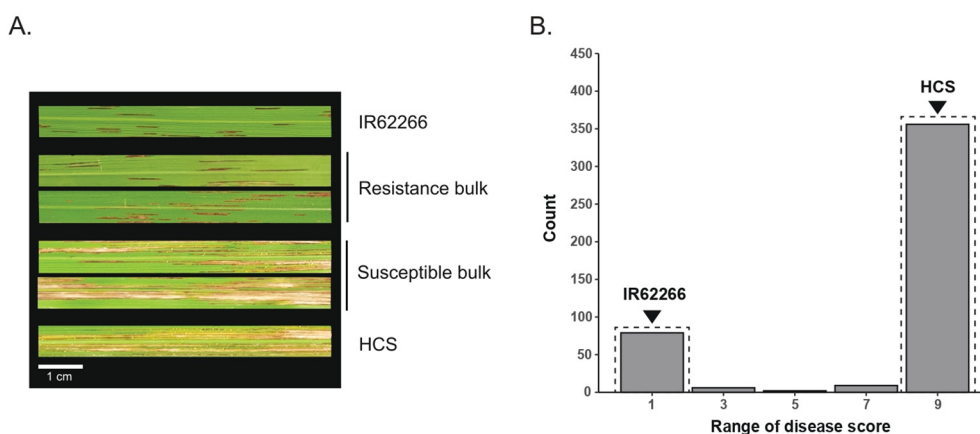 A.
IR62266
Resistance bulk
Susceptible bulk
HCS
1 cm
B.
450
400
350
300
250
200
150
100
50
0
Count
IR62266
HCS
1 3 5 7 9
Range of disease score